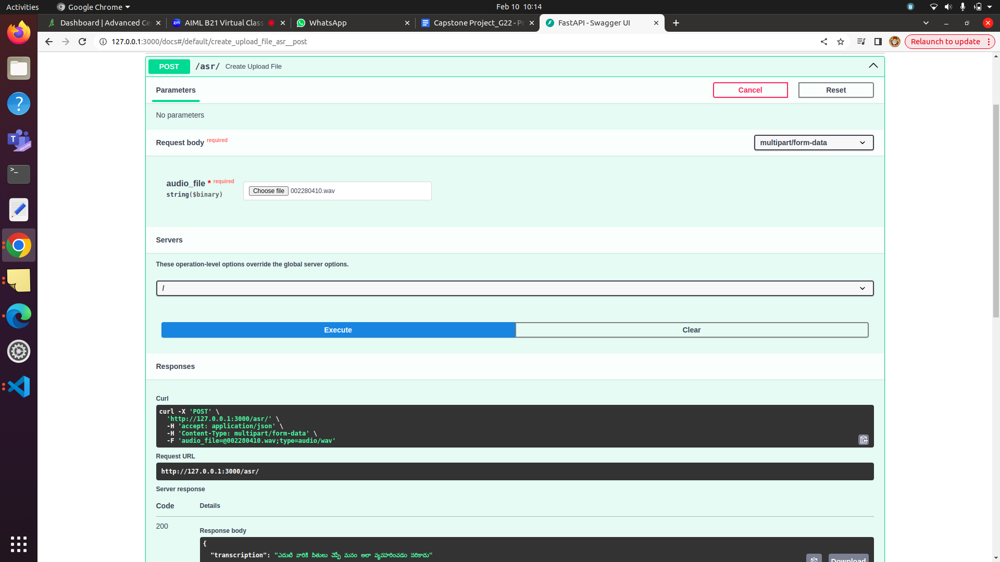 Activities
Google Chrome
Feb 10 10:14
Dashboard | Advanced Ce
AIML B21 Virtual Class
WhatsApp
Capstone Project_G22 - Pr
FastAPI - Swagger UI
127.0.0.1:3000/docs#/default/create_upload_file_asr__post
Relaunch to update
POST /asr/ Create Upload File
Parameters
Cancel
Reset
No parameters
Request body required
multipart/form-data
audio_file * required
string($binary)
Choose file 002280410.wav
Servers
These operation-level options override the global server options.
/
Execute
Clear
Responses
Curl
curl -X 'POST' \
'http://127.0.0.1:3000/asr/' \
-H 'accept: application/json' \
-H 'Content-Type: multipart/form-data' \
-F 'audio_file=@002280410.wav;type=audio/wav'
Request URL
http://127.0.0.1:3000/asr/
Server response
Code Details
200
Response body
{
"transcription": "ఎదుటి వారికి నీతులు చెప్పే మనం అలా వ్యవహరించడం సరికాదు"
Download